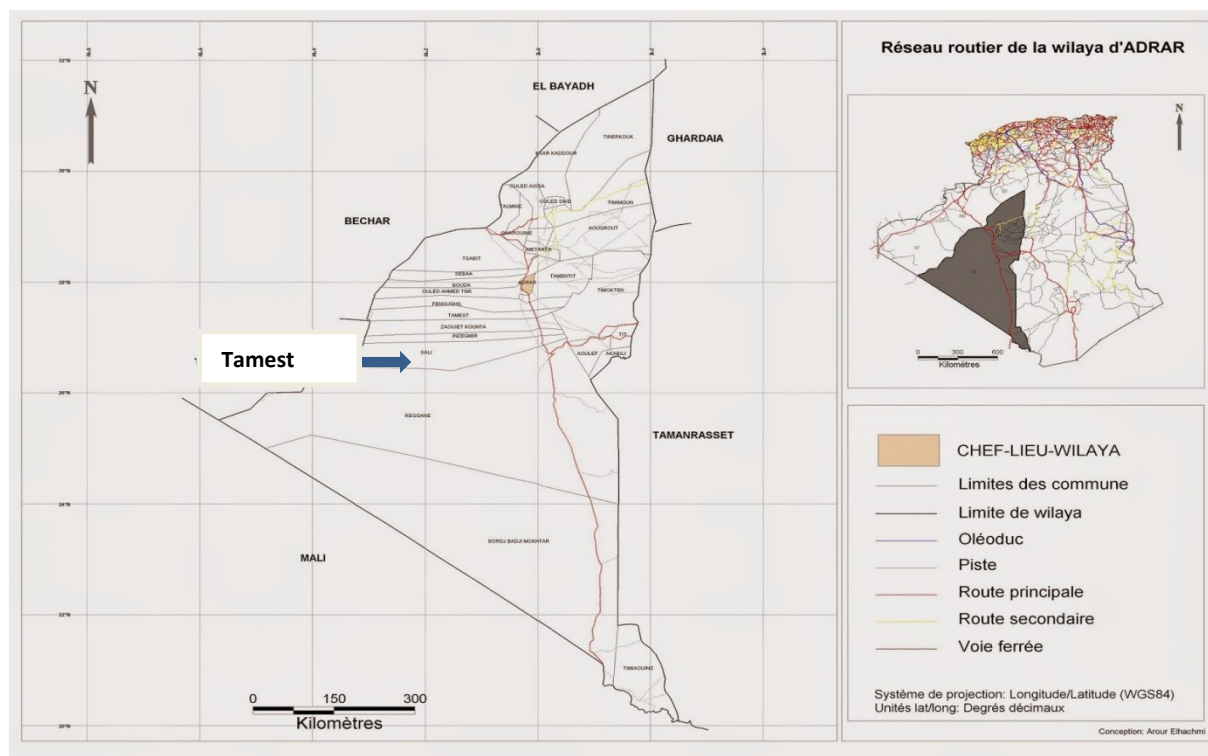 N
EL BAYADH
GHARDAIA
BECHAR
TAMANRASSET
MALI
TINERKOUK
KSAR KADDOUR
OULED AISSA
TALMINE
OULED SAID
TIMIMOUN
CHAROUINE
AOUGROUT
METARFA
TSABIT
SEBAA
BOUDA
ADRAR
TAMENTIT
OULED AHMED TIMI
TIMOKTEN
FENOUGHIL
TAMEST
ZAOUIET KOUNTA
INZEGMIR
SALI
TIT
AOULEF
AKABILI
REGGANE
BORDJ BADJI MOKHTAR
TIMIAOUINE
Tamest
0 150 300
Kilomètres
Réseau routier de la wilaya d'ADRAR
N
0 300 600
Kilomètres
CHEF-LIEU-WILAYA
Limites des commune
Limite de wilaya
Oléoduc
Piste
Route principale
Route secondaire
Voie ferrée
Système de projection: Longitude/Latitude (WGS84)
Unités lat/long: Degrés décimaux
Conception: Arour Elhachmi